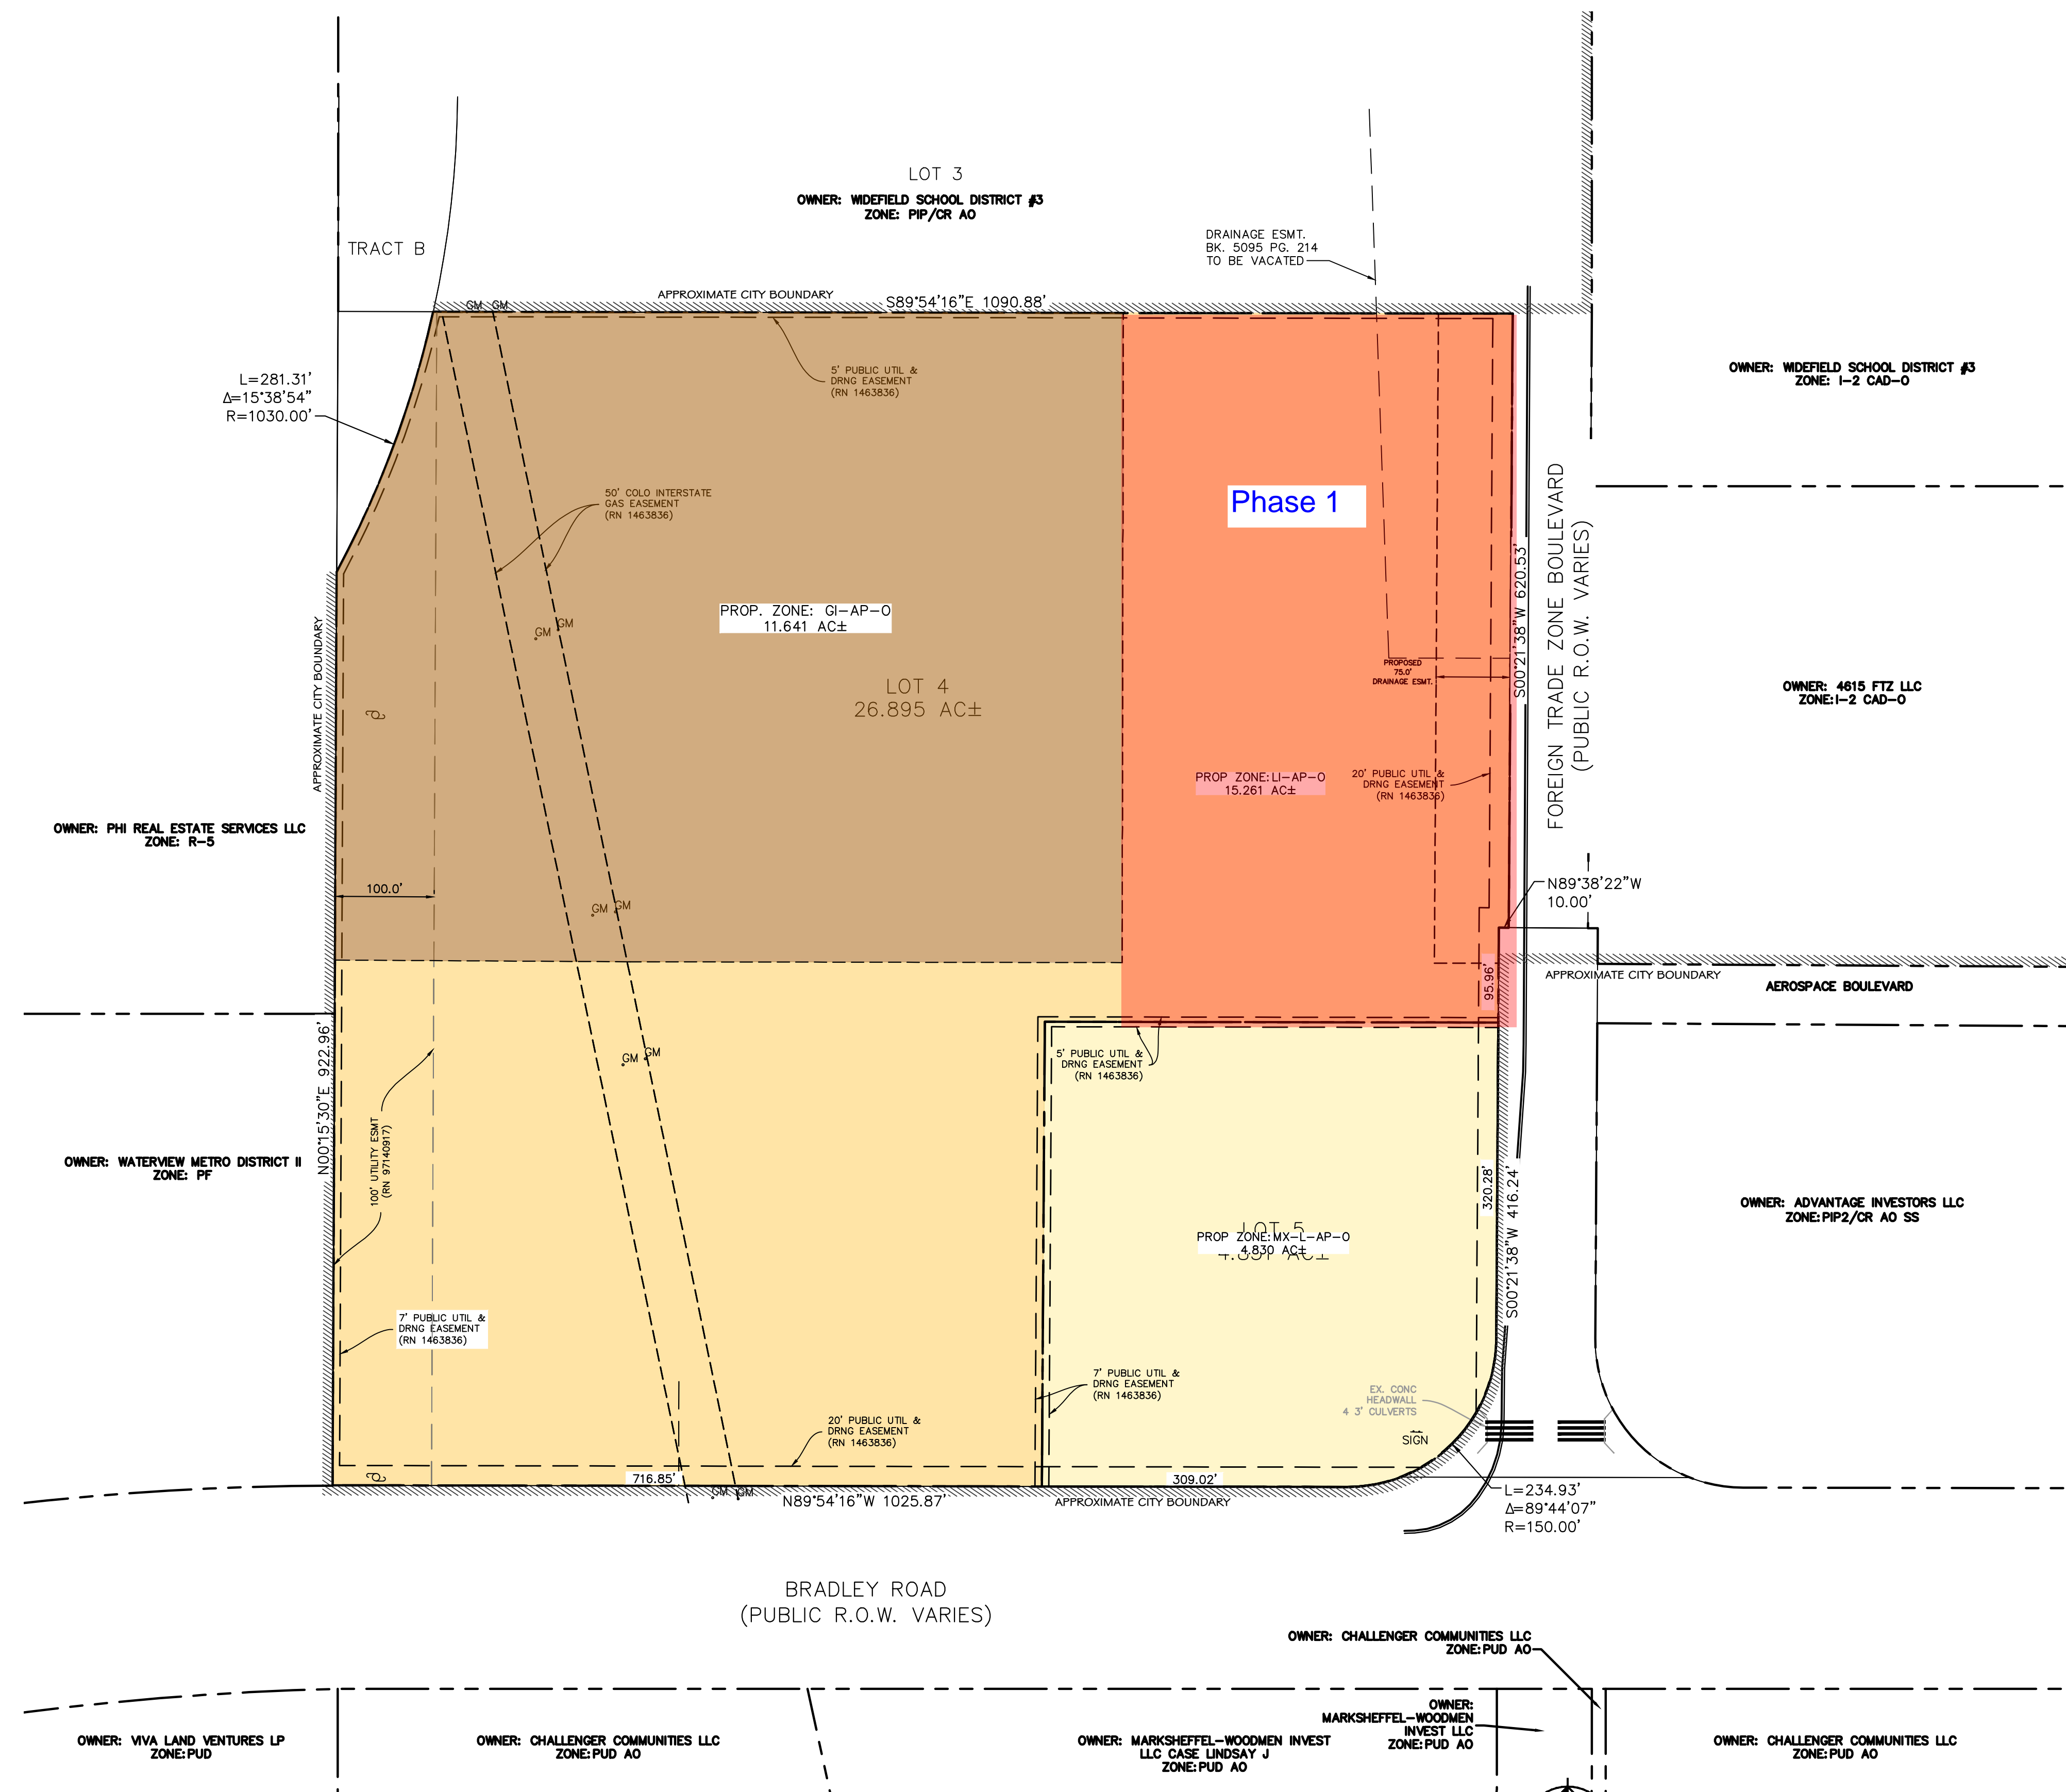 LOT 3
OWNER: WIDEFIELD SCHOOL DISTRICT #3
ZONE: PIP/CR AO
TRACT B
DRAINAGE ESMT.
BK. 5095 PG. 214
TO BE VACATED
APPROXIMATE CITY BOUNDARY
S89°54'16"E 1090.88'
GM GM
L=281.31'
Δ=15°38'54"
R=1030.00'
5' PUBLIC UTIL &
DRNG EASEMENT
(RN 1463836)
OWNER: WIDEFIELD SCHOOL DISTRICT #3
ZONE: I-2 CAD-O
50' COLO INTERSTATE
GAS EASEMENT
(RN 1463836)
Phase 1
FOREIGN TRADE ZONE BOULEVARD
(PUBLIC R.O.W. VARIES)
S00°21'38"W 620.53'
PROP. ZONE: GI-AP-O
11.641 AC±
GM GM
APPROXIMATE CITY BOUNDARY
PROPOSED
75.0'
DRAINAGE ESMT.
LOT 4
26.895 AC±
OWNER: 4615 FTZ LLC
ZONE:I-2 CAD-O
PROP ZONE:LI-AP-O
15.261 AC±
20' PUBLIC UTIL &
DRNG EASEMENT
(RN 1463836)
OWNER: PHI REAL ESTATE SERVICES LLC
ZONE: R-5
100.0'
GM GM
N89°38'22"W
10.00'
95.96'
APPROXIMATE CITY BOUNDARY
AEROSPACE BOULEVARD
GM GM
5' PUBLIC UTIL &
DRNG EASEMENT
(RN 1463836)
N00°15'30"E 922.96'
100' UTILITY ESMT
(RN 97140917)
OWNER: WATERVIEW METRO DISTRICT II
ZONE: PF
320.28'
S00°21'38"W 416.24'
OWNER: ADVANTAGE INVESTORS LLC
ZONE:PIP2/CR AO SS
LOT 5
PROP ZONE:MX-L-AP-O
4.830 AC±
7' PUBLIC UTIL &
DRNG EASEMENT
(RN 1463836)
7' PUBLIC UTIL &
DRNG EASEMENT
(RN 1463836)
EX. CONC
HEADWALL
4 3' CULVERTS
SIGN
20' PUBLIC UTIL &
DRNG EASEMENT
(RN 1463836)
716.85'
309.02'
GM GM
N89°54'16"W 1025.87'
APPROXIMATE CITY BOUNDARY
L=234.93'
Δ=89°44'07"
R=150.00'
BRADLEY ROAD
(PUBLIC R.O.W. VARIES)
OWNER: CHALLENGER COMMUNITIES LLC
ZONE:PUD AO
OWNER:
MARKSHEFFEL-WOODMEN
INVEST LLC
ZONE:PUD AO
OWNER: VIVA LAND VENTURES LP
ZONE:PUD
OWNER: CHALLENGER COMMUNITIES LLC
ZONE:PUD AO
OWNER: MARKSHEFFEL-WOODMEN INVEST
LLC CASE LINDSAY J
ZONE:PUD AO
OWNER: CHALLENGER COMMUNITIES LLC
ZONE:PUD AO